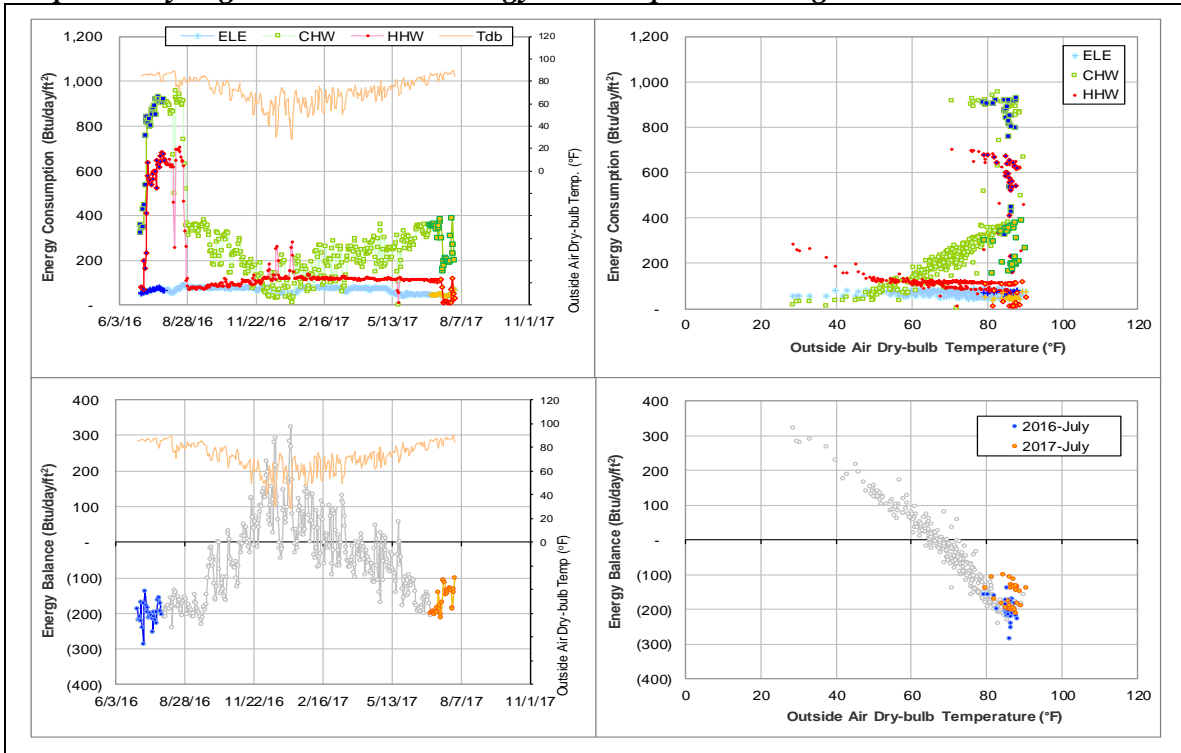 ELE CHW HHW Tdb
Energy Consumption (Btu/day/ft²)
1,200
1,000
800
600
400
200
-
120
100
80
60
40
20
0
Outside Air Dry-bulb Temp. (°F)
6/3/16 8/28/16 11/22/16 2/16/17 5/13/17 8/7/17 11/1/17
ELE
CHW
HHW
Energy Consumption (Btu/day/ft²)
1,200
1,000
800
600
400
200
-
0 20 40 60 80 100 120
Outside Air Dry-bulb Temperature (°F)
Energy Balance (Btu/day/ft²)
400
300
200
100
-
(100)
(200)
(300)
(400)
120
100
80
60
40
20
0
Outside Air Dry-bulb Temp (°F)
6/3/16 8/28/16 11/22/16 2/16/17 5/13/17 8/7/17 11/1/17
2016-July
2017-July
Energy Balance (Btu/day/ft²)
400
300
200
100
-
(100)
(200)
(300)
(400)
0 20 40 60 80 100 120
Outside Air Dry-bulb Temperature (°F)